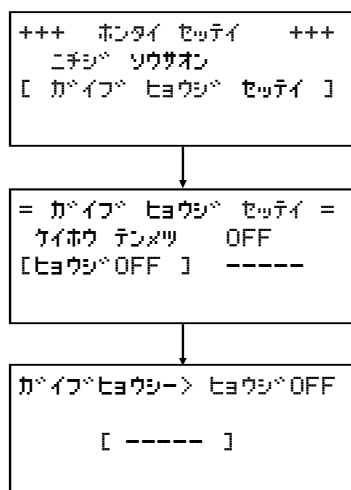 +++ ホンタイ セッテイ +++
ニチジ ソウサオン
[ ガイブ ヒョウジ セッテイ ]
= ガイブ ヒョウジ セッテイ =
ケイホウ テンメツ OFF
[ヒョウジOFF ] -----
ガイブヒョウジー> ヒョウジOFF
[ ----- ]